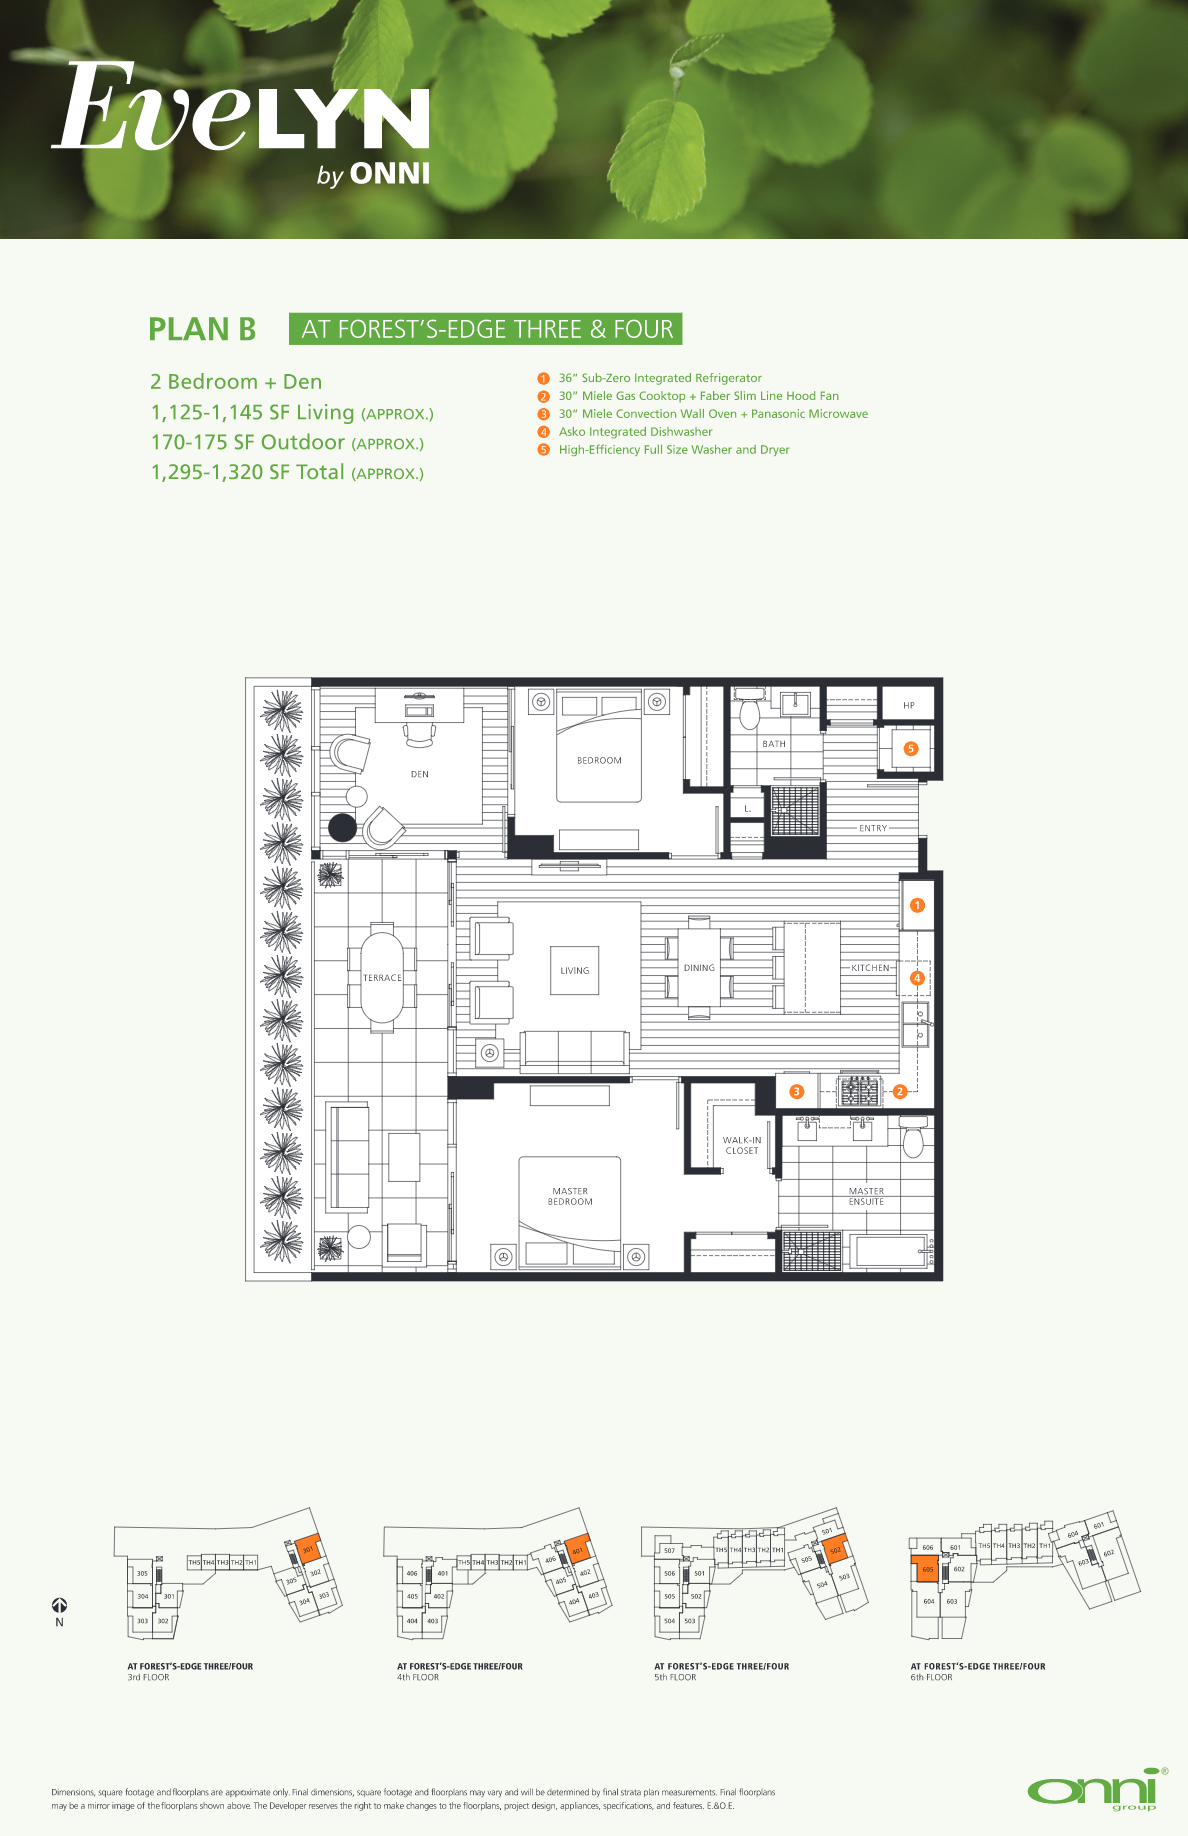 EveLYN
by ONNI
PLAN B
AT FOREST'S-EDGE THREE & FOUR
2 Bedroom + Den
1,125-1,145 SF Living (APPROX.)
170-175 SF Outdoor (APPROX.)
1,295-1,320 SF Total (APPROX.)
1 36" Sub-Zero Integrated Refrigerator
2 30" Miele Gas Cooktop + Faber Slim Line Hood Fan
3 30" Miele Convection Wall Oven + Panasonic Microwave
4 Asko Integrated Dishwasher
5 High-Efficiency Full Size Washer and Dryer
HP
BATH
5
BEDROOM
DEN
L.
ENTRY
1
LIVING
DINING
KITCHEN
TERRACE
4
3
2
WALK-IN
CLOSET
MASTER
BEDROOM
MASTER
ENSUITE
N
301
TH5 TH4 TH3 TH2 TH1
305
305
302
304
301
304
303
303
302
AT FOREST'S-EDGE THREE/FOUR
3rd FLOOR
401
406
TH5 TH4 TH3 TH2 TH1
406
401
405
402
405
402
404
403
404
403
AT FOREST'S-EDGE THREE/FOUR
4th FLOOR
501
507
TH5 TH4 TH3 TH2 TH1
502
505
506
501
504
503
505
502
504
503
AT FOREST'S-EDGE THREE/FOUR
5th FLOOR
601
604
606
601
TH5 TH4 TH3 TH2 TH1
602
603
605
602
604
603
AT FOREST'S-EDGE THREE/FOUR
6th FLOOR
Dimensions, square footage and floorplans are approximate only. Final dimensions, square footage and floorplans may vary and will be determined by final strata plan measurements. Final floorplans
may be a mirror image of the floorplans shown above. The Developer reserves the right to make changes to the floorplans, project design, appliances, specifications, and features. E.&O.E.
onni®
group